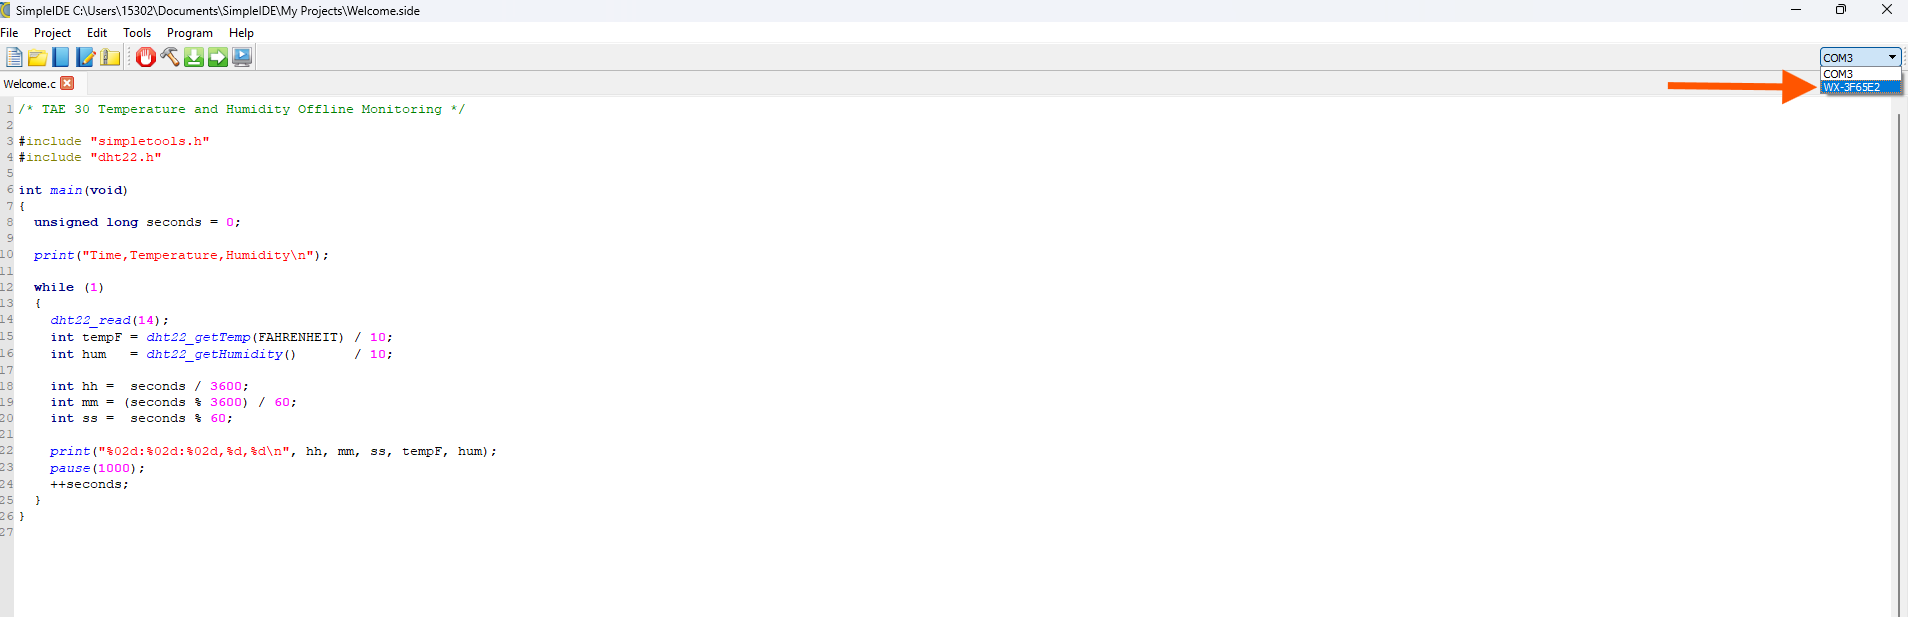 SimpleIDE C:\Users\15302\Documents\SimpleIDE\My Projects\Welcome.side
File Project Edit Tools Program Help
COM3
COM3
WX-3F65E2
Welcome.c
1 /* TAE 30 Temperature and Humidity Offline Monitoring */
2
3 #include "simpletools.h"
4 #include "dht22.h"
5
6 int main(void)
7 {
8   unsigned long seconds = 0;
9
10   print("Time,Temperature,Humidity\n");
11
12   while (1)
13   {
14     dht22_read(14);
15     int tempF = dht22_getTemp(FAHRENHEIT) / 10;
16     int hum   = dht22_getHumidity()       / 10;
17
18     int hh =  seconds / 3600;
19     int mm = (seconds % 3600) / 60;
20     int ss =  seconds % 60;
21
22     print("%02d:%02d:%02d,%d,%d\n", hh, mm, ss, tempF, hum);
23     pause(1000);
24     ++seconds;
25   }
26 }
27